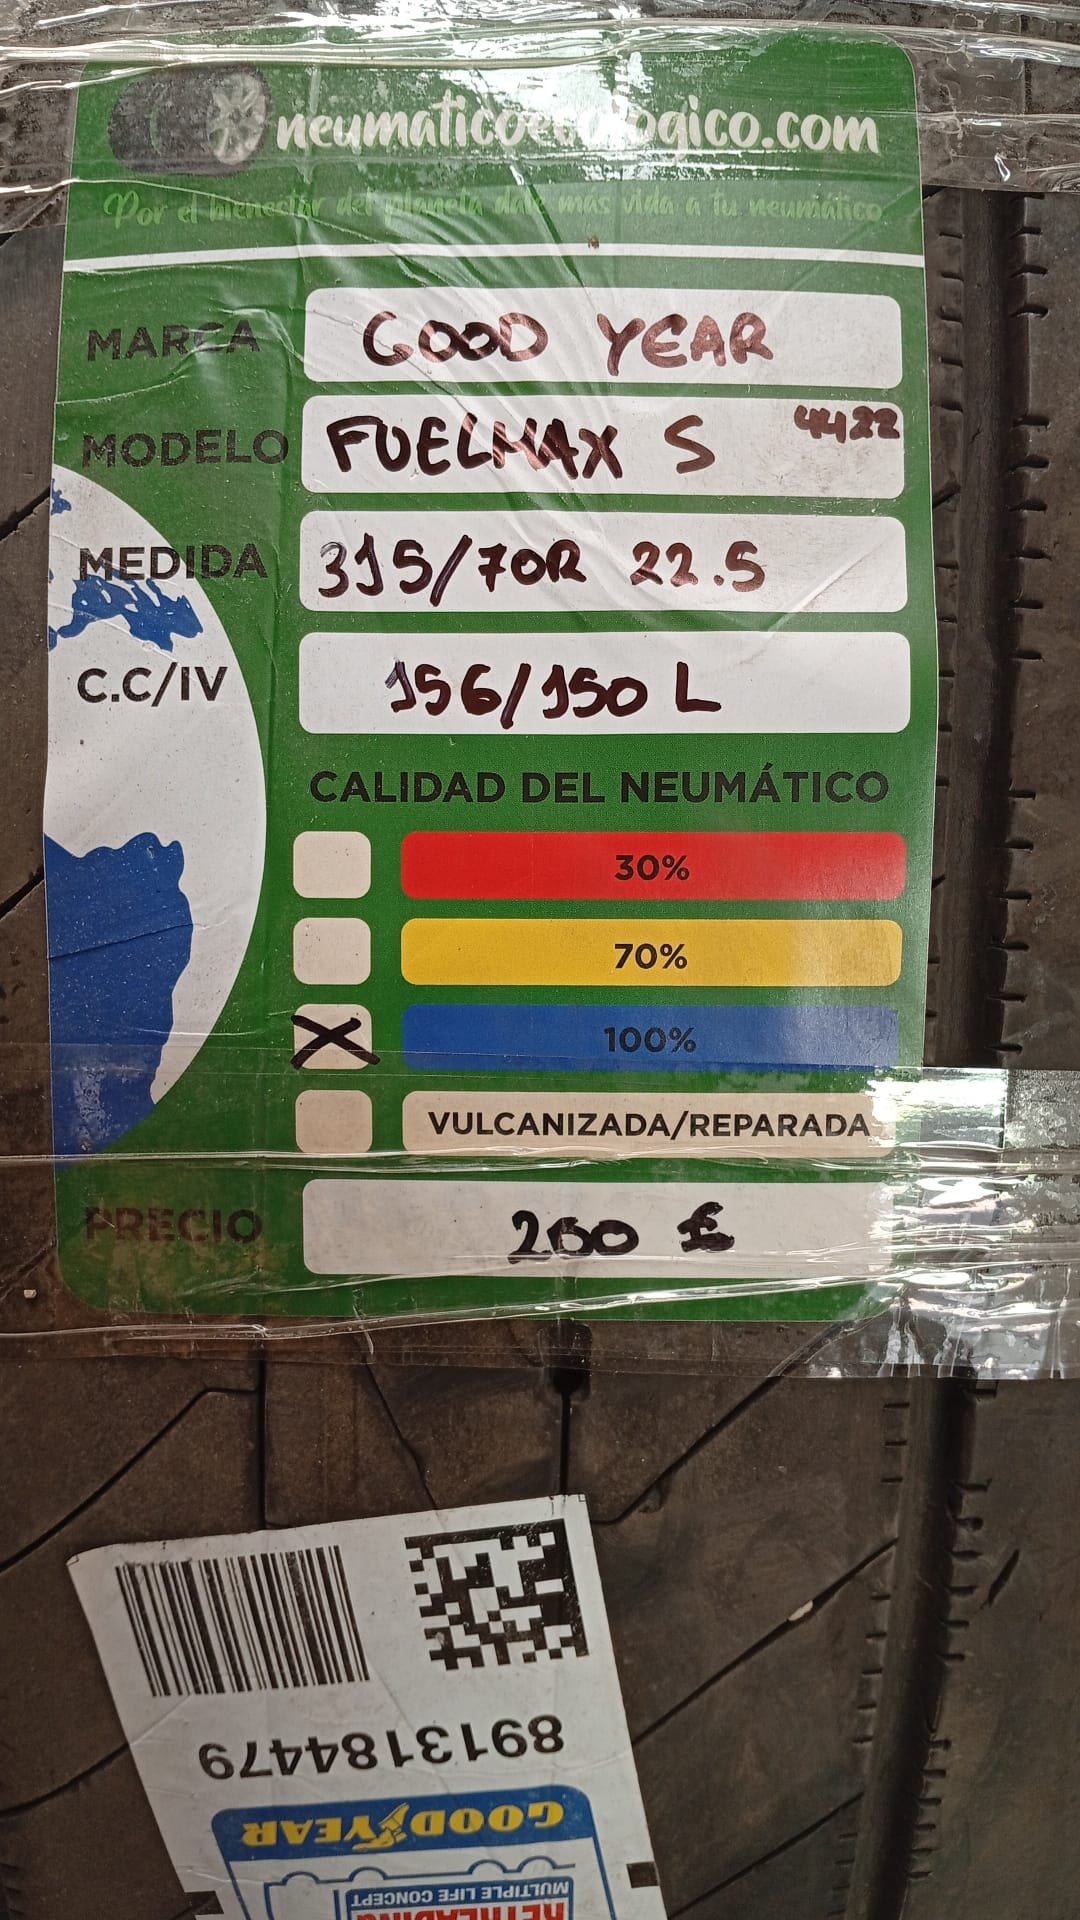 neumaticoecologico.com
Por el bienestar del planeta dale más vida a tu neumático
MARCA GOOD YEAR
MODELO FUELMAX S 4422
MEDIDA 315/70R 22.5
C.C/IV 156/150 L
CALIDAD DEL NEUMÁTICO
30%
70%
X 100%
VULCANIZADA/REPARADA
PRECIO 200 £
8913184479
GOODYEAR
MULTIPLE LIFE CONCEPT
RETREADING